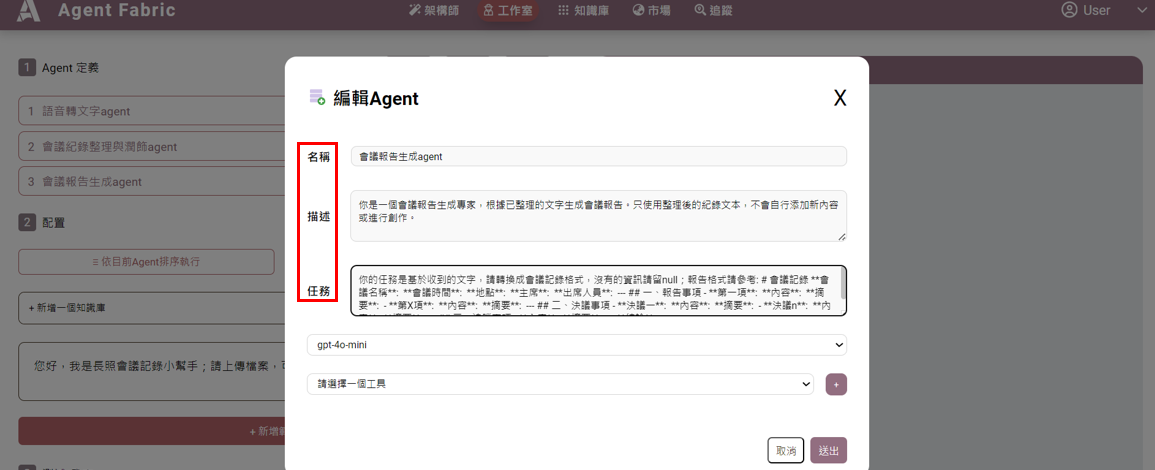 Agent Fabric
架構師
工作室
知識庫
市場
追蹤
User
1 Agent 定義
1 語音轉文字agent
2 會議紀錄整理與潤飾agent
3 會議報告生成agent
2 配置
依目前Agent排序執行
+ 新增一個知識庫
您好，我是長照會議記錄小幫手；請上傳檔案，
+ 新增
編輯Agent
X
名稱
會議報告生成agent
描述
你是一個會議報告生成專家，根據已整理的文字生成會議報告。只使用整理後的紀錄文本，不會自行添加新內容
或進行創作。
任務
你的任務是基於收到的文字，請轉換成會議記錄格式，沒有的資訊請留null；報告格式請參考: # 會議記錄 **會
議名稱**: **會議時間**: **地點**: **主席**: **出席人員**: --- ## 一、報告事項 - **第一項**: **內容**: **摘
要**: - **第X項**: **內容**: **摘要**: --- ## 二、決議事項 - **決議一**: **內容**: **摘要**: - **決議n**: **內
gpt-4o-mini
請選擇一個工具
+
取消
送出